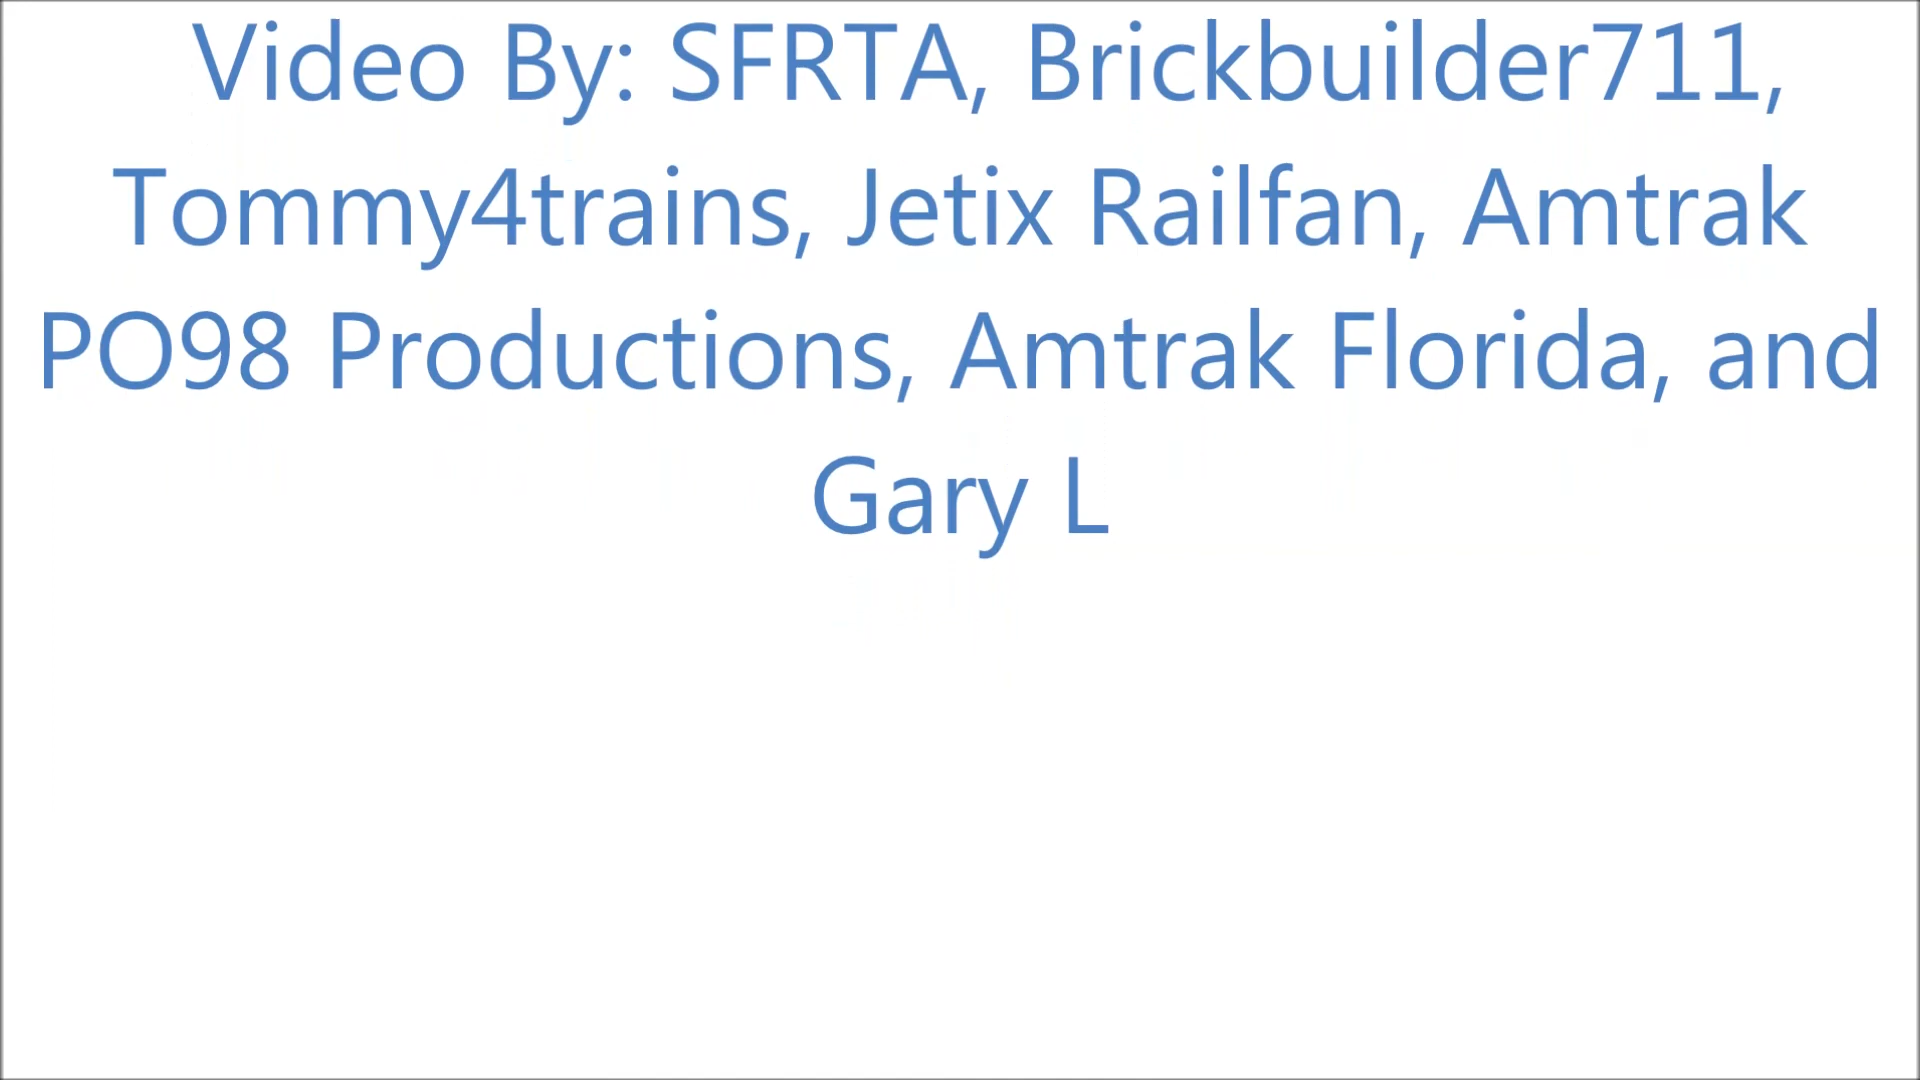 Video By: SFRTA, Brickbuilder711,
Tommy4trains, Jetix Railfan, Amtrak
PO98 Productions, Amtrak Florida, and
Gary L